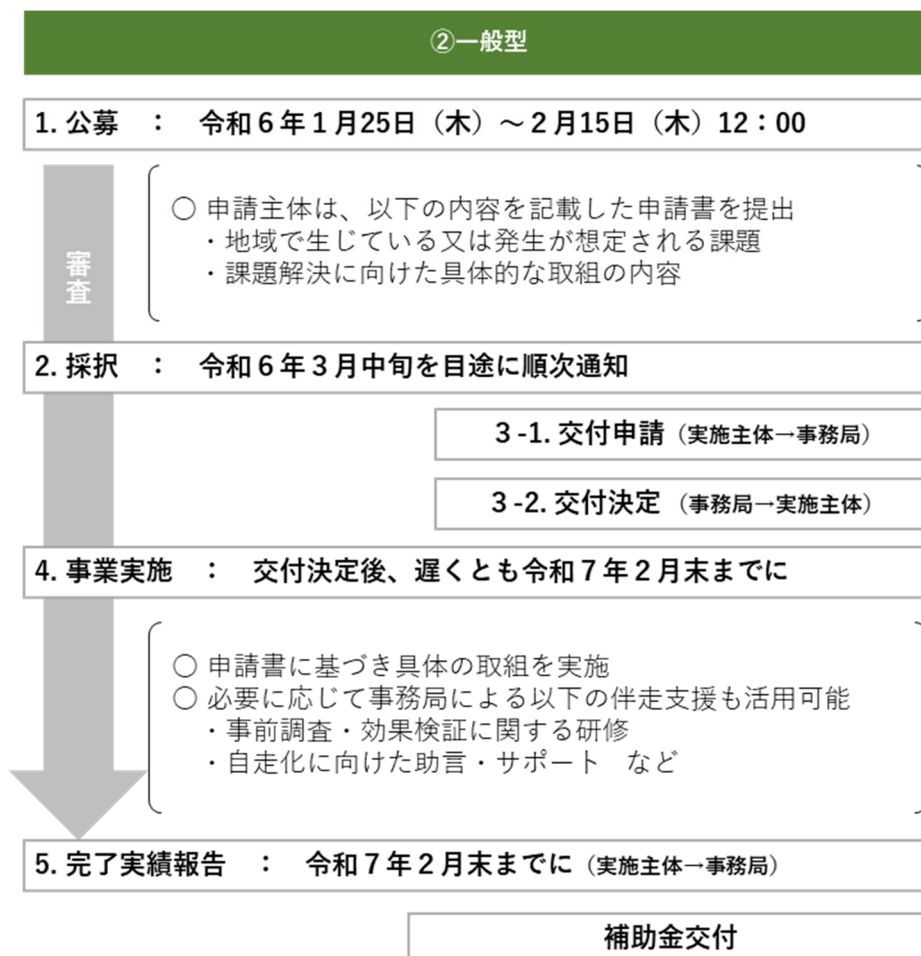 ②一般型
1. 公募　：　令和６年１月25日（木）～２月15日（木）12：00
審査
○ 申請主体は、以下の内容を記載した申請書を提出
・地域で生じている又は発生が想定される課題
・課題解決に向けた具体的な取組の内容
2. 採択　：　令和６年３月中旬を目途に順次通知
３-1. 交付申請（実施主体→事務局）
３-2. 交付決定（事務局→実施主体）
4. 事業実施　：　交付決定後、遅くとも令和７年２月末までに
○ 申請書に基づき具体の取組を実施
○ 必要に応じて事務局による以下の伴走支援も活用可能
・事前調査・効果検証に関する研修
・自走化に向けた助言・サポート　など
5. 完了実績報告　：　令和７年２月末までに（実施主体→事務局）
補助金交付